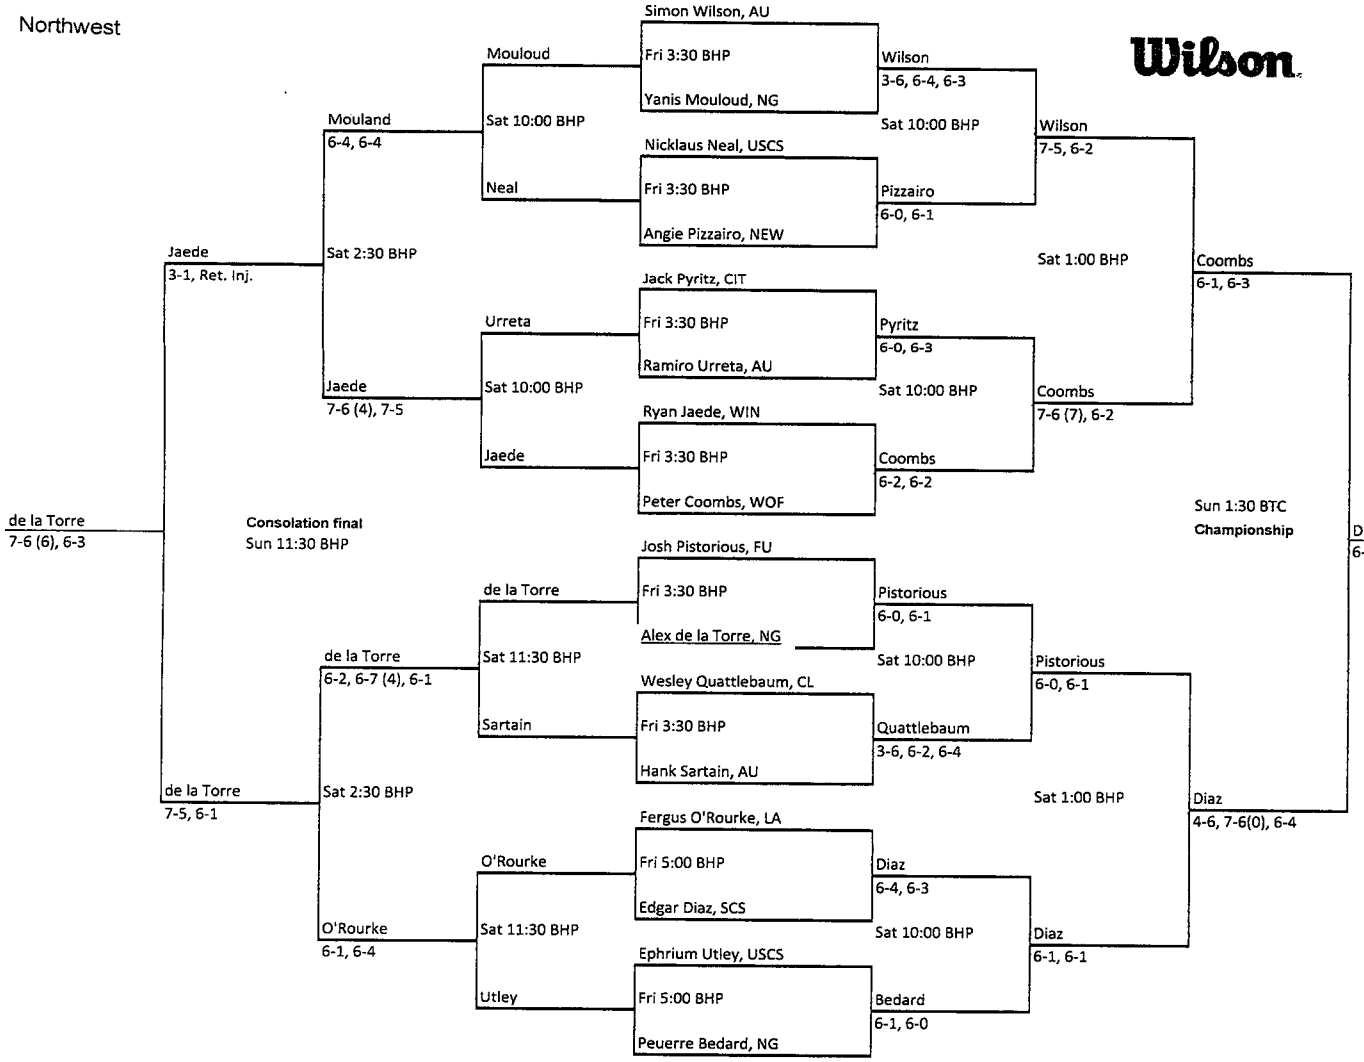 Northwest
Wilson
Simon Wilson, AU
Mouloud
Fri 3:30 BHP
Wilson
3-6, 6-4, 6-3
Yanis Mouloud, NG
Mouland
6-4, 6-4
Sat 10:00 BHP
Sat 10:00 BHP
Wilson
7-5, 6-2
Nicklaus Neal, USCS
Neal
Fri 3:30 BHP
Pizzairo
6-0, 6-1
Angie Pizzairo, NEW
Jaede
3-1, Ret. Inj.
Sat 2:30 BHP
Sat 1:00 BHP
Coombs
6-1, 6-3
Jack Pyritz, CIT
Urreta
Fri 3:30 BHP
Pyritz
6-0, 6-3
Ramiro Urreta, AU
Jaede
7-6 (4), 7-5
Sat 10:00 BHP
Sat 10:00 BHP
Coombs
7-6 (7), 6-2
Ryan Jaede, WIN
Jaede
Fri 3:30 BHP
Coombs
6-2, 6-2
Peter Coombs, WOF
de la Torre
7-6 (6), 6-3
Consolation final
Sun 11:30 BHP
Sun 1:30 BTC
Championship
D
6-
Josh Pistorious, FU
de la Torre
Fri 3:30 BHP
Pistorious
6-0, 6-1
Alex de la Torre, NG
de la Torre
6-2, 6-7 (4), 6-1
Sat 11:30 BHP
Sat 10:00 BHP
Pistorious
6-0, 6-1
Wesley Quattlebaum, CL
Sartain
Fri 3:30 BHP
Quattlebaum
3-6, 6-2, 6-4
Hank Sartain, AU
de la Torre
7-5, 6-1
Sat 2:30 BHP
Sat 1:00 BHP
Diaz
4-6, 7-6(0), 6-4
Fergus O'Rourke, LA
O'Rourke
Fri 5:00 BHP
Diaz
6-4, 6-3
Edgar Diaz, SCS
O'Rourke
6-1, 6-4
Sat 11:30 BHP
Sat 10:00 BHP
Diaz
6-1, 6-1
Ephrium Utley, USCS
Utley
Fri 5:00 BHP
Bedard
6-1, 6-0
Peuerre Bedard, NG